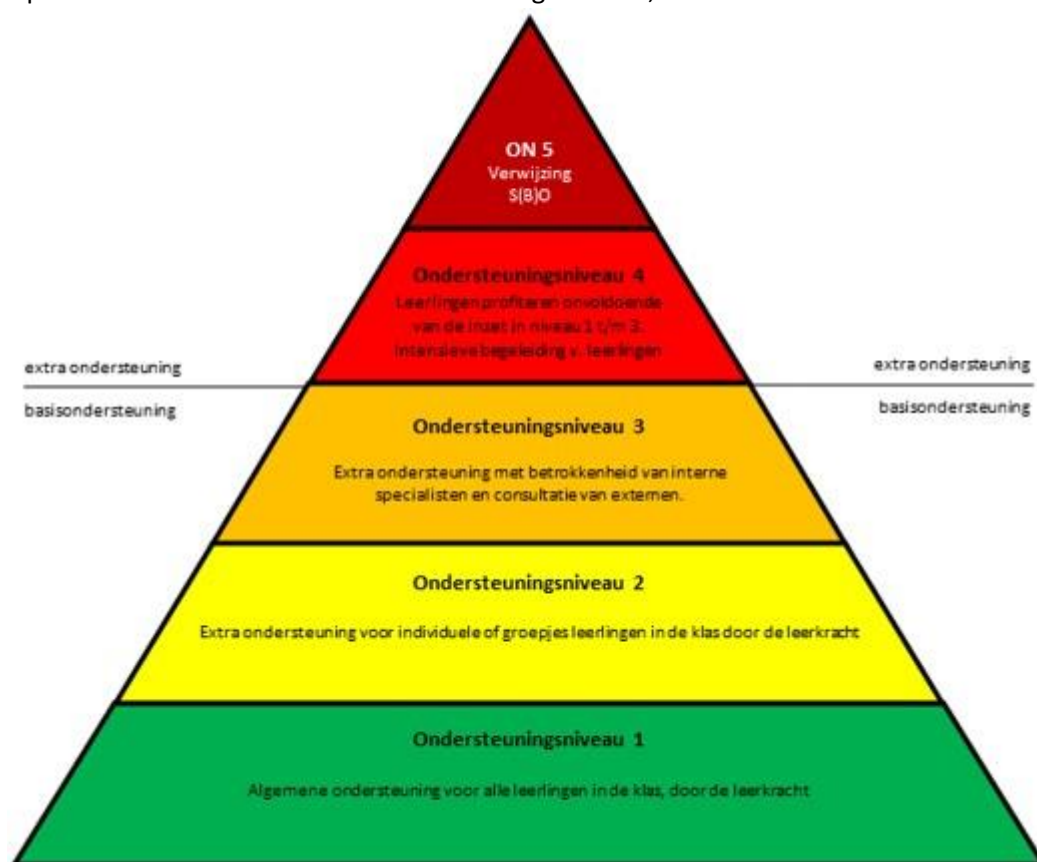 ON 5
Verwijzing
S(B)O
Ondersteuningsniveau 4
Leerlingen profiteren onvoldoende
van de inzet in niveau 1 t/m 3.
Intensieve begeleiding v. leerlingen
extra ondersteuning
extra ondersteuning
basisondersteuning
basisondersteuning
Ondersteuningsniveau 3
Extra ondersteuning met betrokkenheid van interne
specialisten en consultatie van externen.
Ondersteuningsniveau 2
Extra ondersteuning voor individuele of groepjes leerlingen in de klas door de leerkracht
Ondersteuningsniveau 1
Algemene ondersteuning voor alle leerlingen in de klas, door de leerkracht